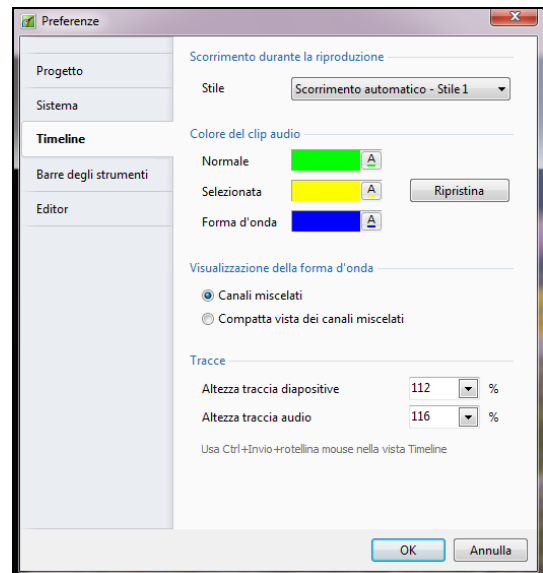 Preferenze
Progetto
Sistema
Timeline
Barre degli strumenti
Editor
Scorrimento durante la riproduzione
Stile Scorrimento automatico - Stile 1
Colore del clip audio
Normale A
Selezionata A Ripristina
Forma d'onda A
Visualizzazione della forma d'onda
Canali miscelati
Compatta vista dei canali miscelati
Tracce
Altezza traccia diapositive 112 %
Altezza traccia audio 116 %
Usa Ctrl+Invio+rotellina mouse nella vista Timeline
OK Annulla